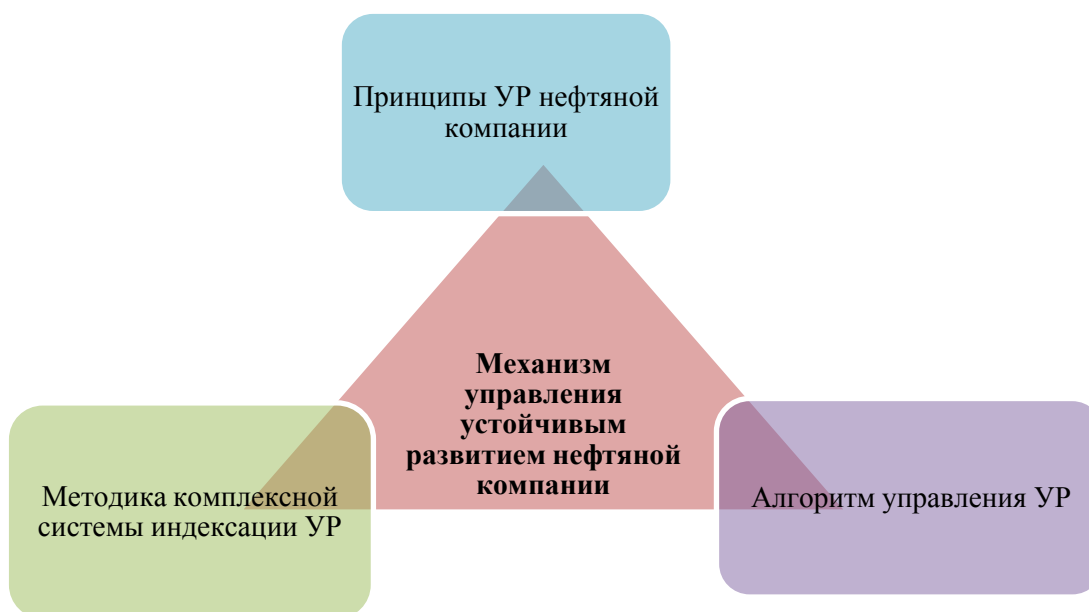 Принципы УР нефтяной
компании
Механизм
управления
устойчивым
развитием нефтяной
компании
Методика комплексной
системы индексации УР
Алгоритм управления УР